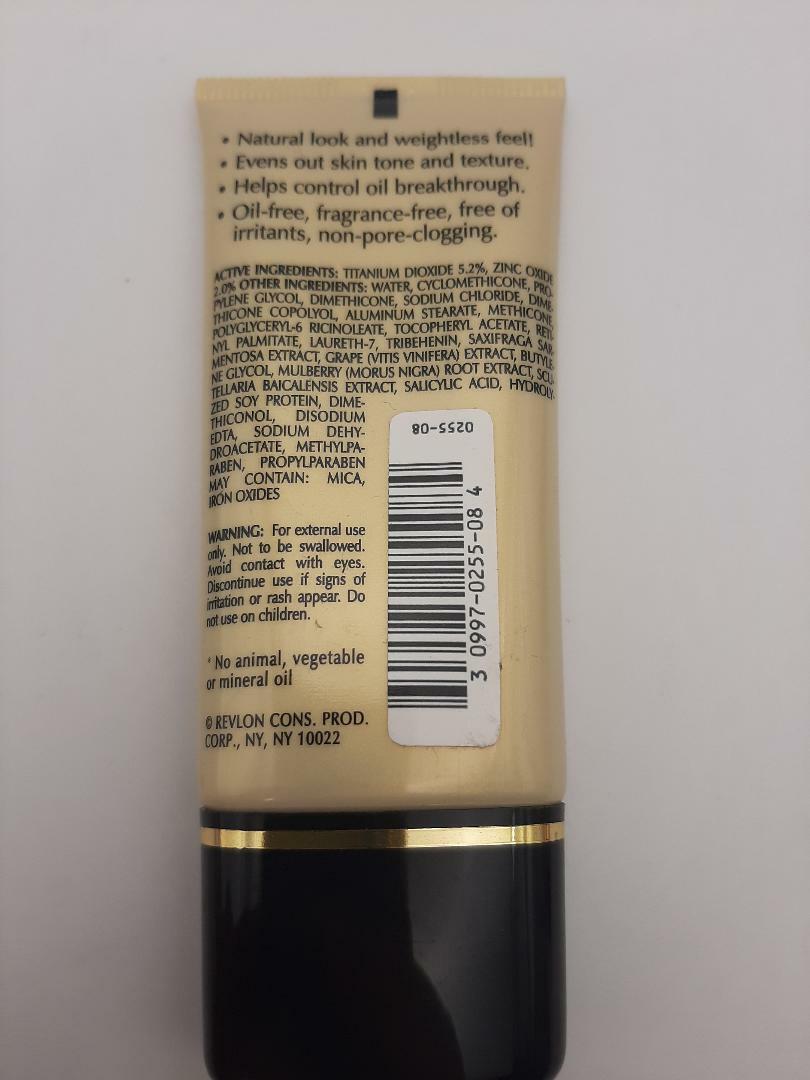 • Natural look and weightless feel!
• Evens out skin tone and texture.
• Helps control oil breakthrough.
• Oil-free, fragrance-free, free of
irritants, non-pore-clogging.
ACTIVE INGREDIENTS: TITANIUM DIOXIDE 5.2%, ZINC OXIDE
2.0% OTHER INGREDIENTS: WATER, CYCLOMETHICONE, PRO-
PYLENE GLYCOL, DIMETHICONE, SODIUM CHLORIDE, DIME-
THICONE COPOLYOL, ALUMINUM STEARATE, METHICONE,
POLYGLYCERYL-6 RICINOLEATE, TOCOPHERYL ACETATE, RETI-
NYL PALMITATE, LAURETH-7, TRIBEHENIN, SAXIFRAGA SAR-
MENTOSA EXTRACT, GRAPE (VITIS VINIFERA) EXTRACT, BUTYLE-
NE GLYCOL, MULBERRY (MORUS NIGRA) ROOT EXTRACT, SCU-
TELLARIA BAICALENSIS EXTRACT, SALICYLIC ACID, HYDROLY-
ZED SOY PROTEIN, DIME-
THICONOL, DISODIUM
EDTA, SODIUM DEHY-
DROACETATE, METHYLPA-
RABEN, PROPYLPARABEN
MAY CONTAIN: MICA,
IRON OXIDES
WARNING: For external use
only. Not to be swallowed.
Avoid contact with eyes.
Discontinue use if signs of
irritation or rash appear. Do
not use on children.
* No animal, vegetable
or mineral oil
© REVLON CONS. PROD.
CORP., NY, NY 10022
0255-08
3 0997-0255-08 4